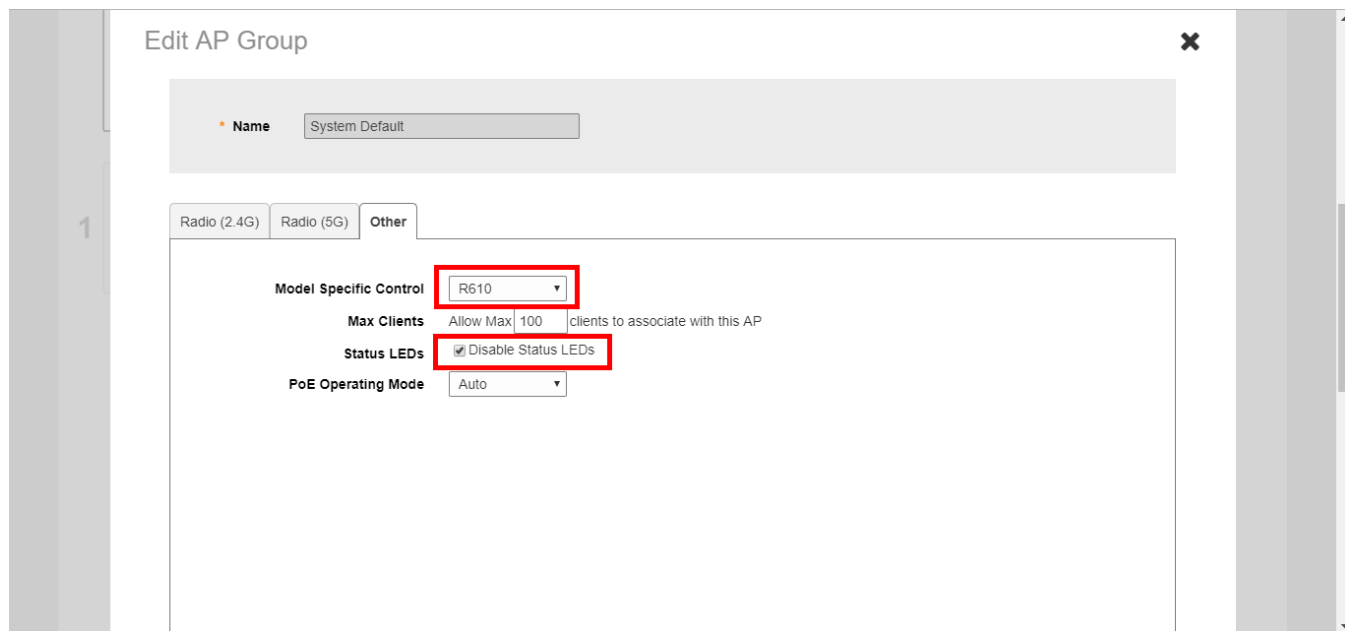 Edit AP Group
* Name System Default
1
Radio (2.4G) Radio (5G) Other
Model Specific Control R610
Max Clients Allow Max 100 clients to associate with this AP
Status LEDs Disable Status LEDs
PoE Operating Mode Auto